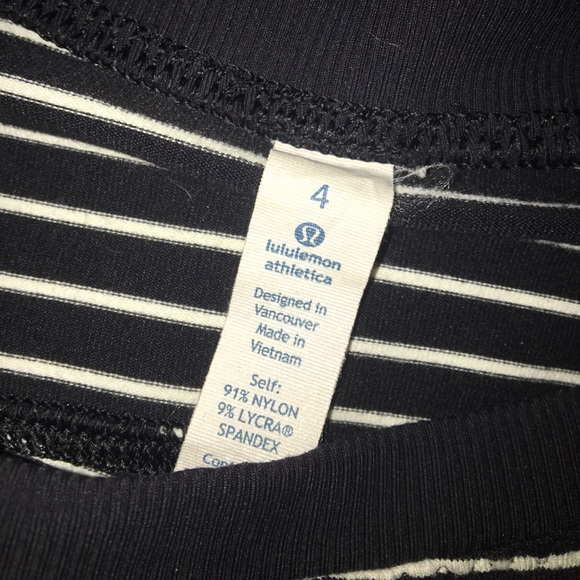 4
lululemon
athletica
Designed in
Vancouver
Made in
Vietnam
Self:
91% NYLON
9% LYCRA®
SPANDEX